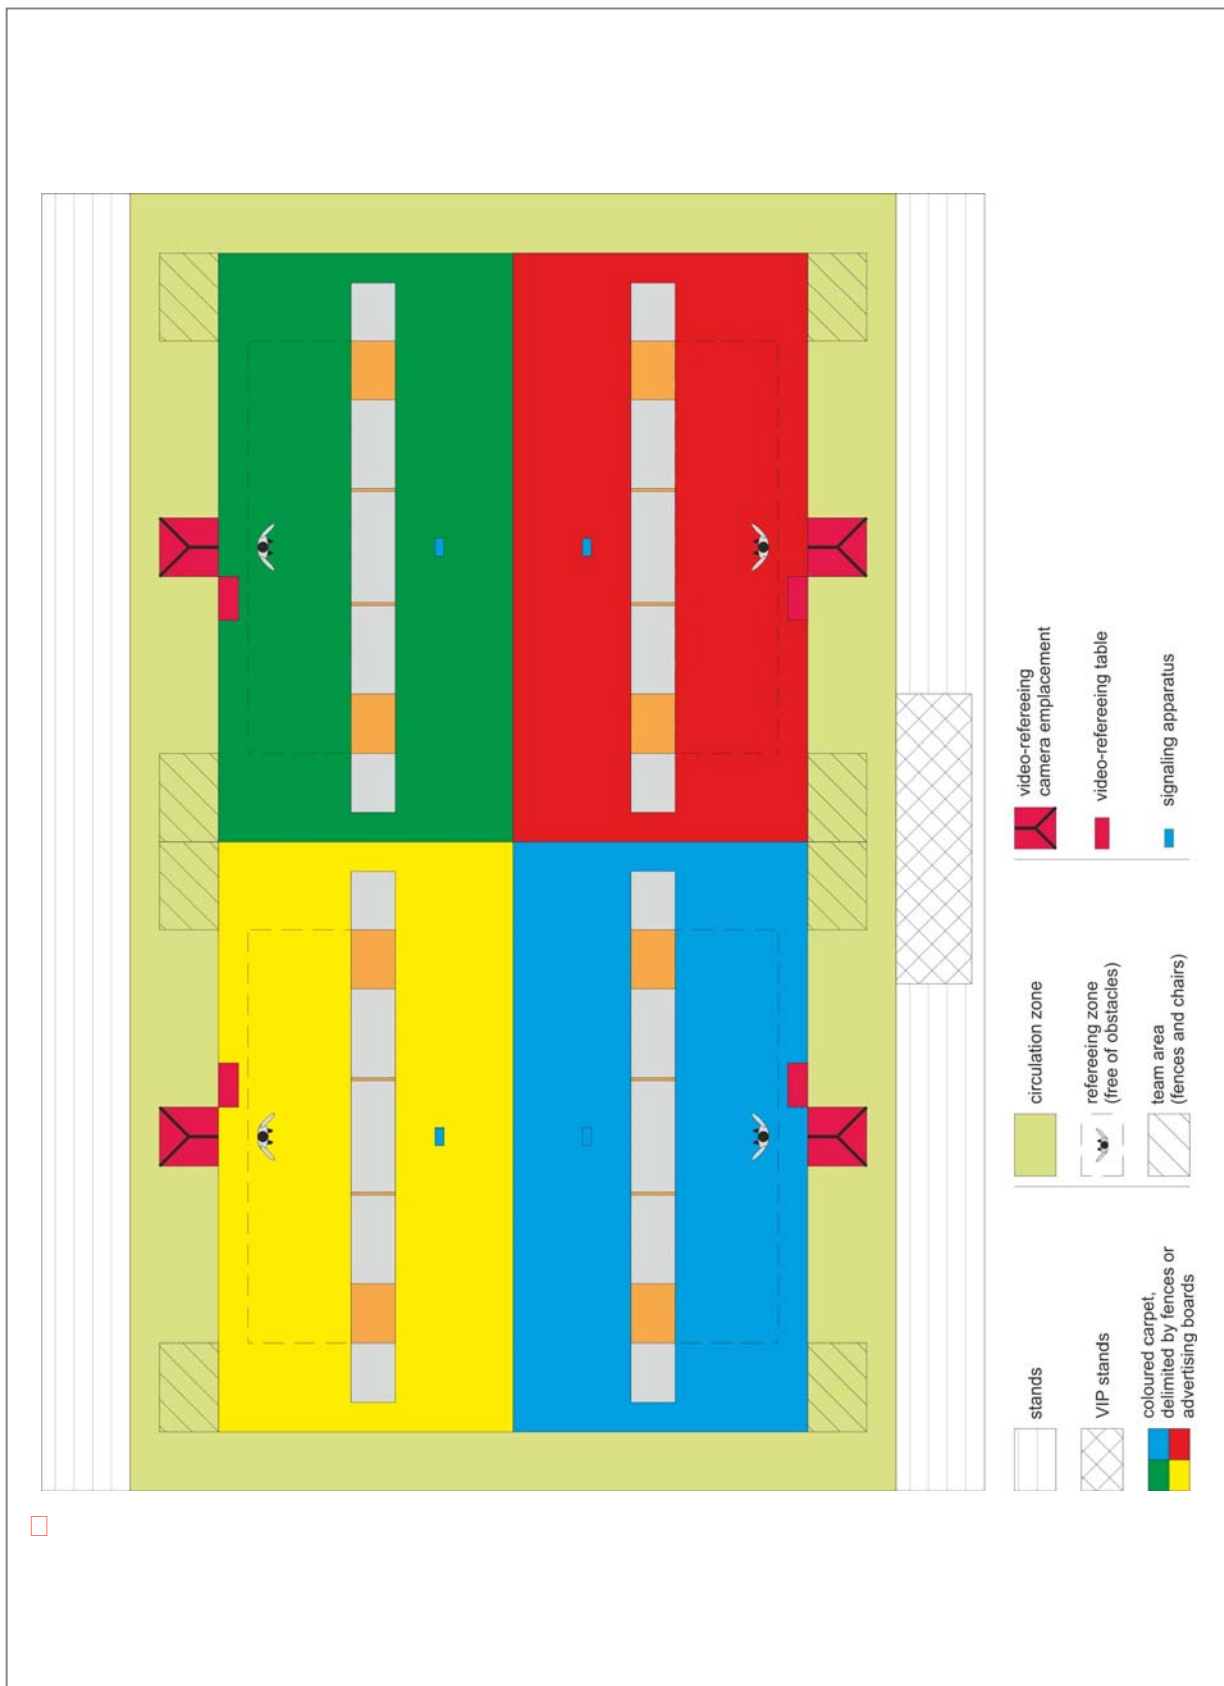 stands
VIP stands
coloured carpet,
delimited by fences or
advertising boards
circulation zone
refereeing zone
(free of obstacles)
team area
(fences and chairs)
video-refereeing
camera emplacement
video-refereeing table
signaling apparatus